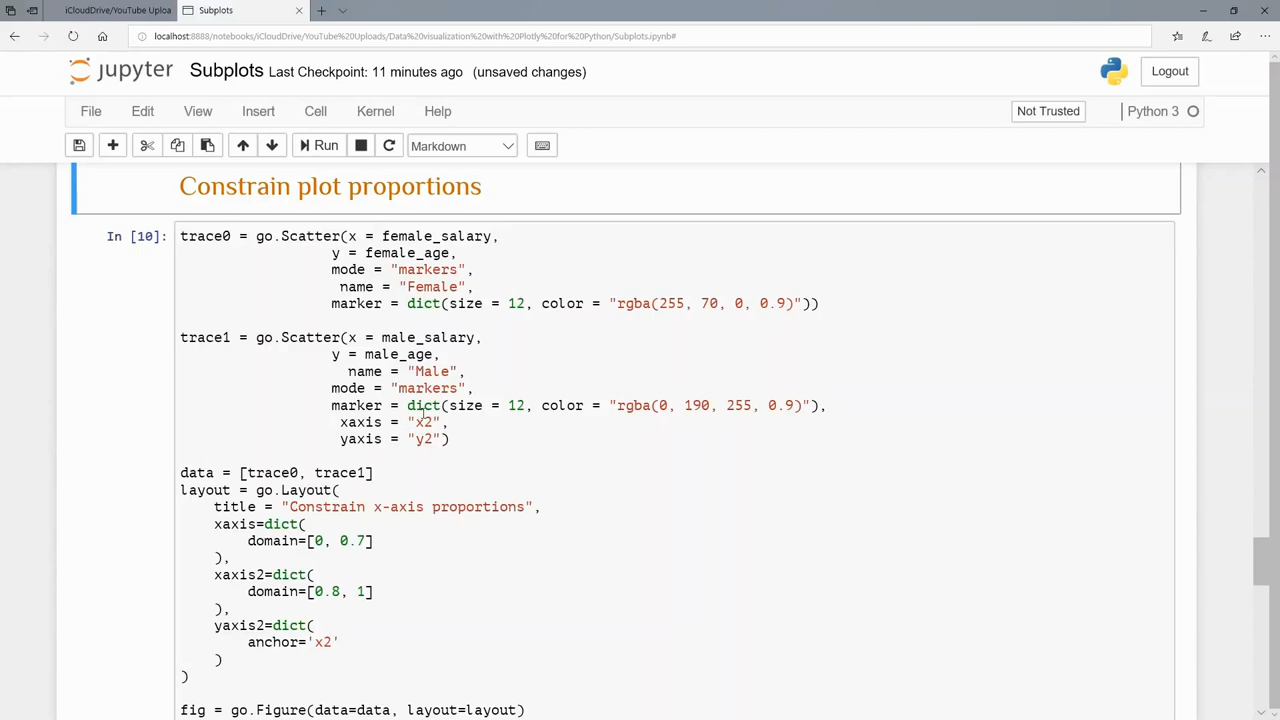 iCloudDrive/YouTube Uploa
Subplots
localhost:8888/notebooks/iCloudDrive/YouTube%20Uploads/Data%20visualization%20with%20Plotly%20for%20Python/Subplots.ipynb#
jupyter Subplots Last Checkpoint: 11 minutes ago (unsaved changes)
Logout
File Edit View Insert Cell Kernel Help
Not Trusted
Python 3
Run
Markdown
Constrain plot proportions
In [10]:
trace0 = go.Scatter(x = female_salary,
y = female_age,
mode = "markers",
name = "Female",
marker = dict(size = 12, color = "rgba(255, 70, 0, 0.9)"))
trace1 = go.Scatter(x = male_salary,
y = male_age,
name = "Male",
mode = "markers",
marker = dict(size = 12, color = "rgba(0, 190, 255, 0.9)"),
xaxis = "x2",
yaxis = "y2")
data = [trace0, trace1]
layout = go.Layout(
title = "Constrain x-axis proportions",
xaxis=dict(
domain=[0, 0.7]
),
xaxis2=dict(
domain=[0.8, 1]
),
yaxis2=dict(
anchor='x2'
)
)
fig = go.Figure(data=data, layout=layout)